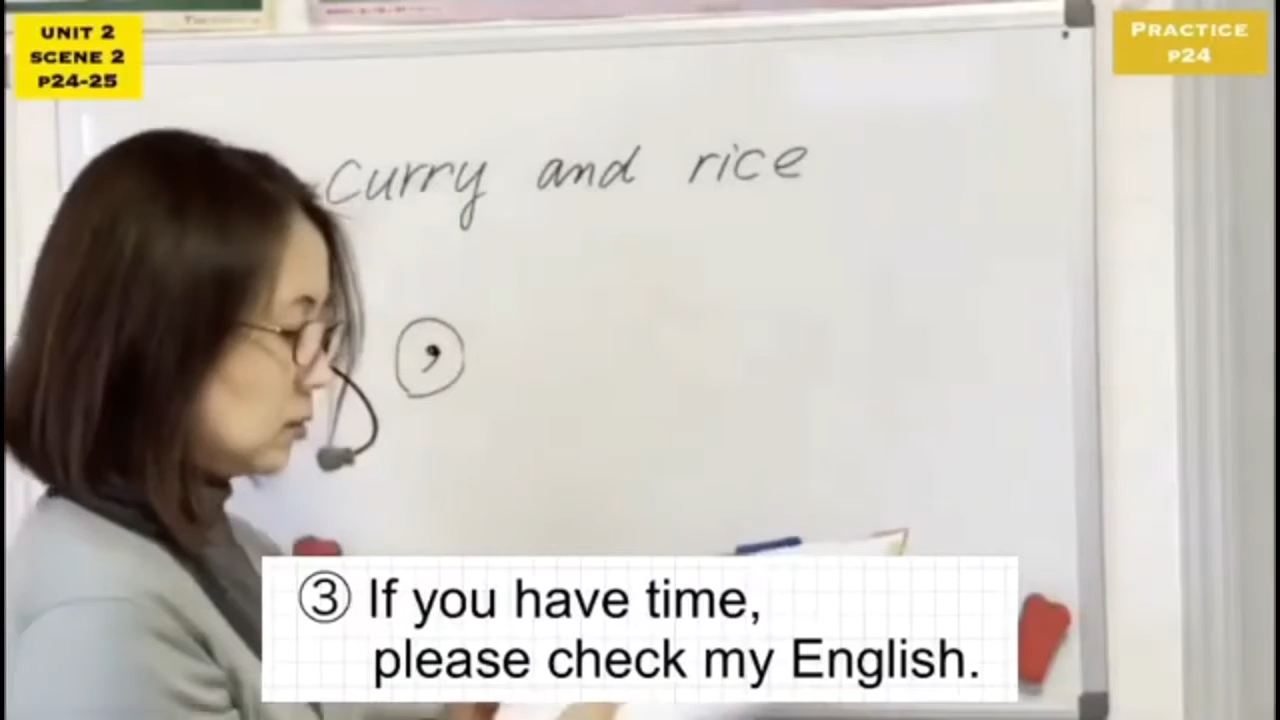 UNIT 2
SCENE 2
P24-25
PRACTICE
P24
curry and rice
,
③ If you have time,
please check my English.